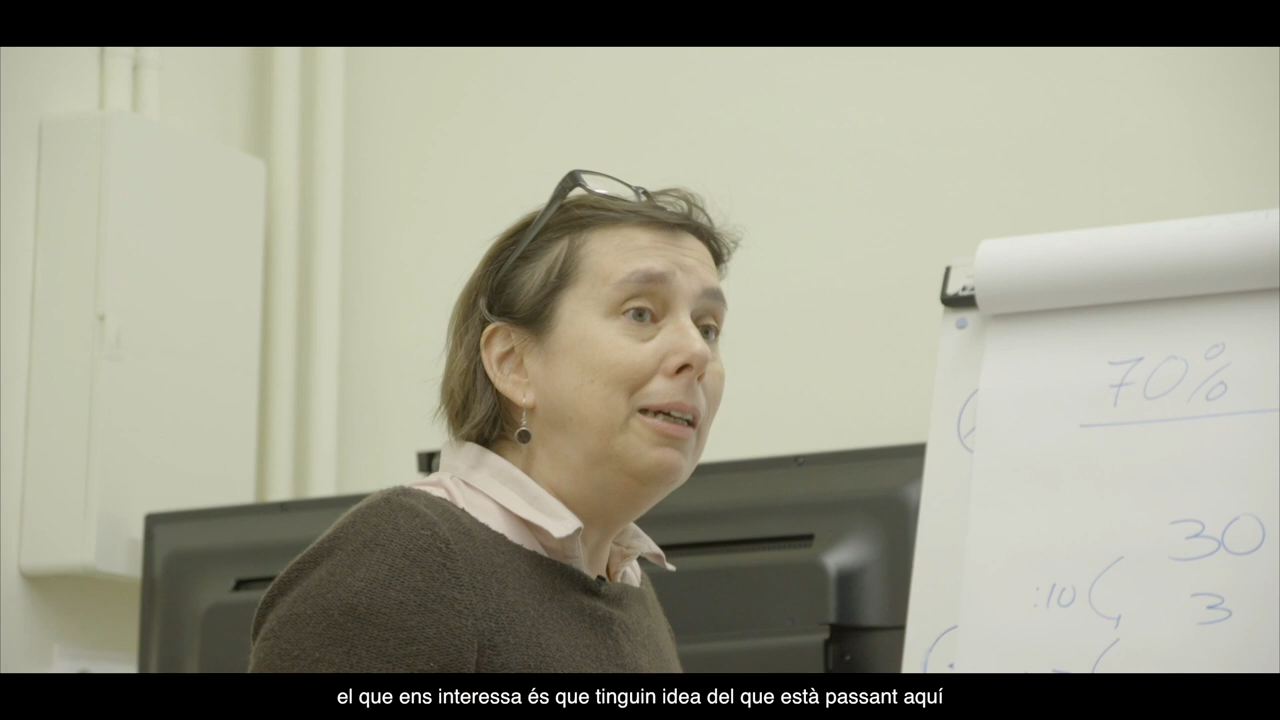 70%
30
:10
3
el que ens interessa és que tinguin idea del que està passant aquí